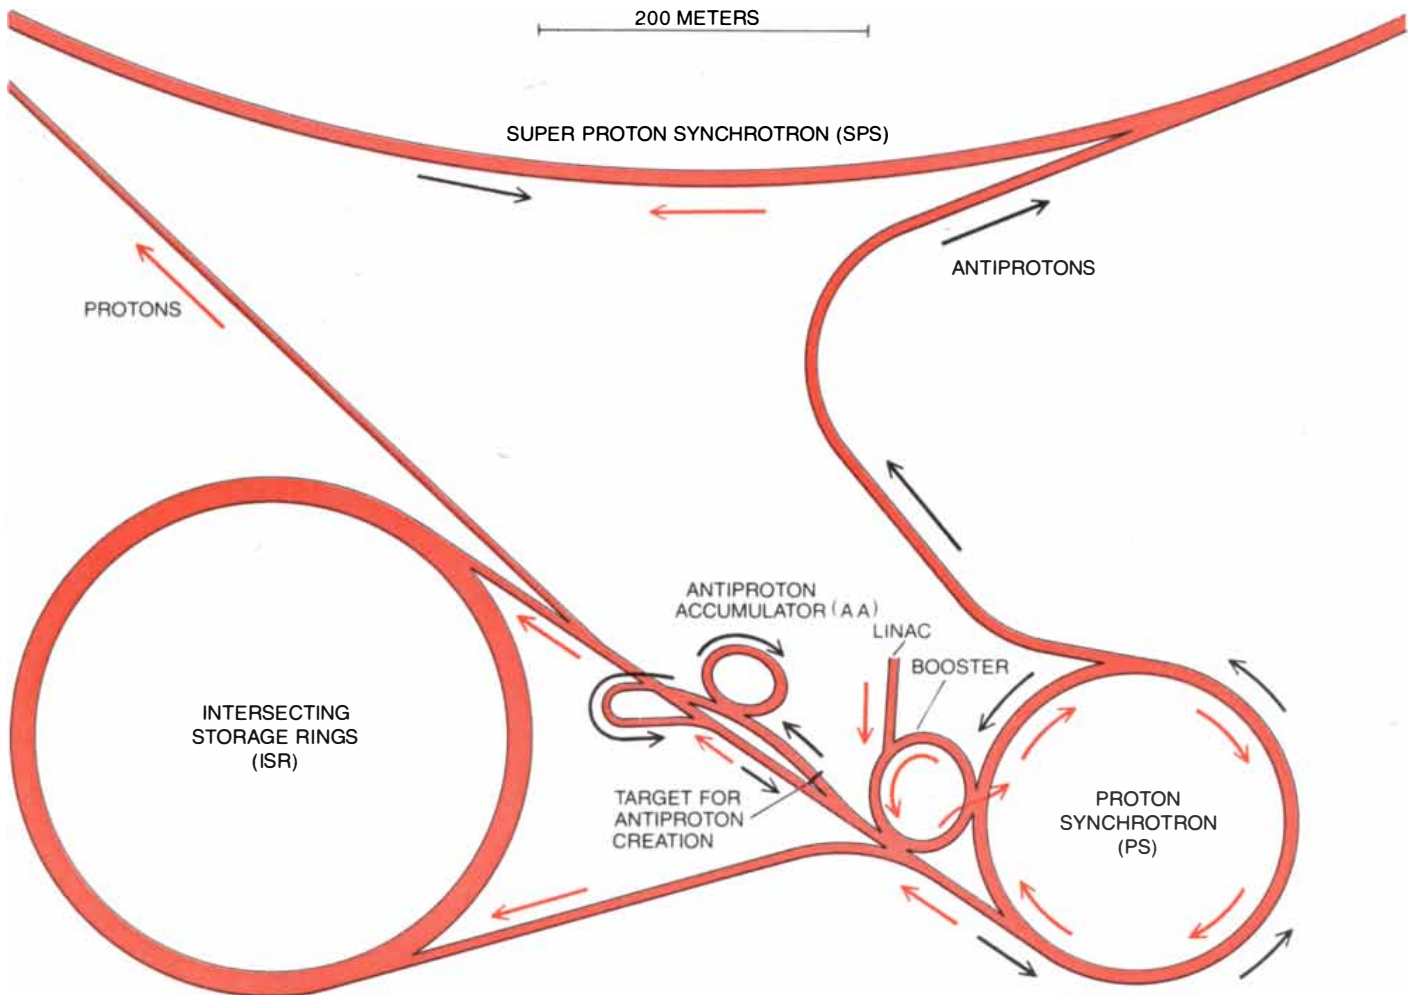 200 METERS
SUPER PROTON SYNCHROTRON (SPS)
ANTIPROTONS
PROTONS
ANTIPROTON
ACCUMULATOR (AA)
LINAC
BOOSTER
INTERSECTING
STORAGE RINGS
(ISR)
TARGET FOR
ANTIPROTON
CREATION
PROTON
SYNCHROTRON
(PS)